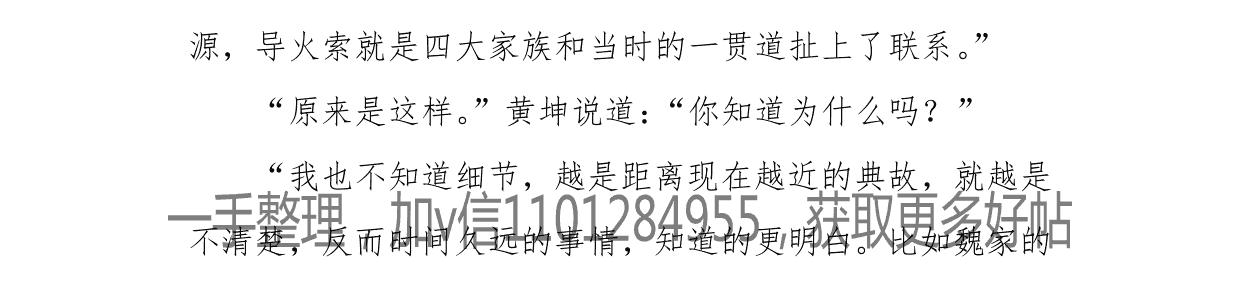 源，导火索就是四大家族和当时的一贯道扯上了联系。”
“原来是这样。”黄坤说道：“你知道为什么吗？”
“我也不知道细节，越是距离现在越近的典故，就越是
一手整理，加v信1101284955，获取更多好帖
不清楚，反而时间久远的事情，知道的更明白。比如魏家的